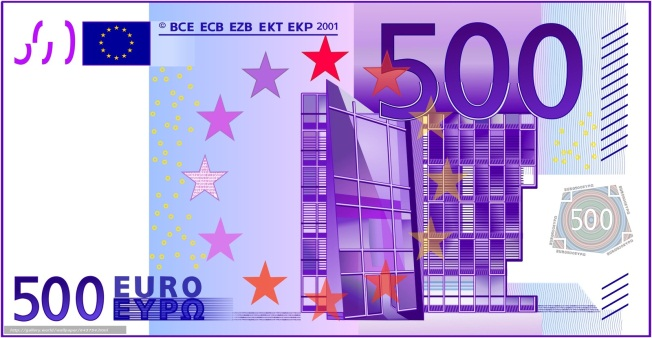 © BCE ECB EZB EKT EKP 2001
500
500
500 EURO
ΕΥΡΩ